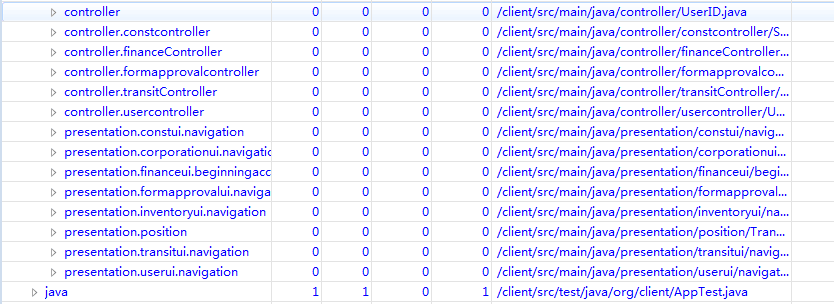 controller 0 0 0 0 /client/src/main/java/controller/UserID.java
controller.constcontroller 0 0 0 0 /client/src/main/java/controller/constcontroller/S...
controller.financeController 0 0 0 0 /client/src/main/java/controller/financeController...
controller.formapprovalcontroller 0 0 0 0 /client/src/main/java/controller/formapprovalco...
controller.transitController 0 0 0 0 /client/src/main/java/controller/transitController/...
controller.usercontroller 0 0 0 0 /client/src/main/java/controller/usercontroller/U...
presentation.constui.navigation 0 0 0 0 /client/src/main/java/presentation/constui/navig...
presentation.corporationui.navigatic 0 0 0 0 /client/src/main/java/presentation/corporationui...
presentation.financeui.beginningacc 0 0 0 0 /client/src/main/java/presentation/financeui/begi...
presentation.formapprovalui.naviga 0 0 0 0 /client/src/main/java/presentation/formapproval...
presentation.inventoryui.navigation 0 0 0 0 /client/src/main/java/presentation/inventoryui/na...
presentation.position 0 0 0 0 /client/src/main/java/presentation/position/Tran...
presentation.transitui.navigation 0 0 0 0 /client/src/main/java/presentation/transitui/navig...
presentation.userui.navigation 0 0 0 0 /client/src/main/java/presentation/userui/navigat...
java 1 1 0 1 /client/src/test/java/org/client/AppTest.java